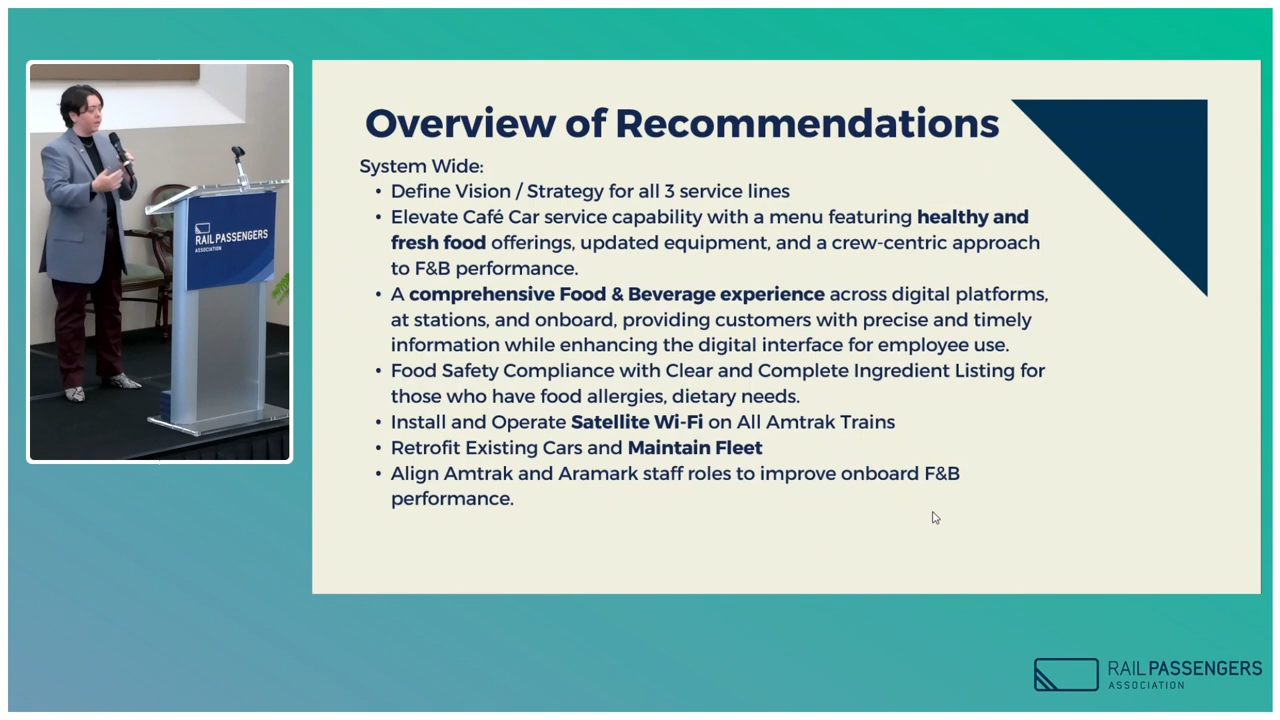 Overview of Recommendations
System Wide:
• Define Vision / Strategy for all 3 service lines
• Elevate Café Car service capability with a menu featuring healthy and
fresh food offerings, updated equipment, and a crew-centric approach
to F&B performance.
• A comprehensive Food & Beverage experience across digital platforms,
at stations, and onboard, providing customers with precise and timely
information while enhancing the digital interface for employee use.
• Food Safety Compliance with Clear and Complete Ingredient Listing for
those who have food allergies, dietary needs.
• Install and Operate Satellite Wi-Fi on All Amtrak Trains
• Retrofit Existing Cars and Maintain Fleet
• Align Amtrak and Aramark staff roles to improve onboard F&B
performance.
RAIL PASSENGERS
ASSOCIATION
RAIL PASSENGERS
ASSOCIATION